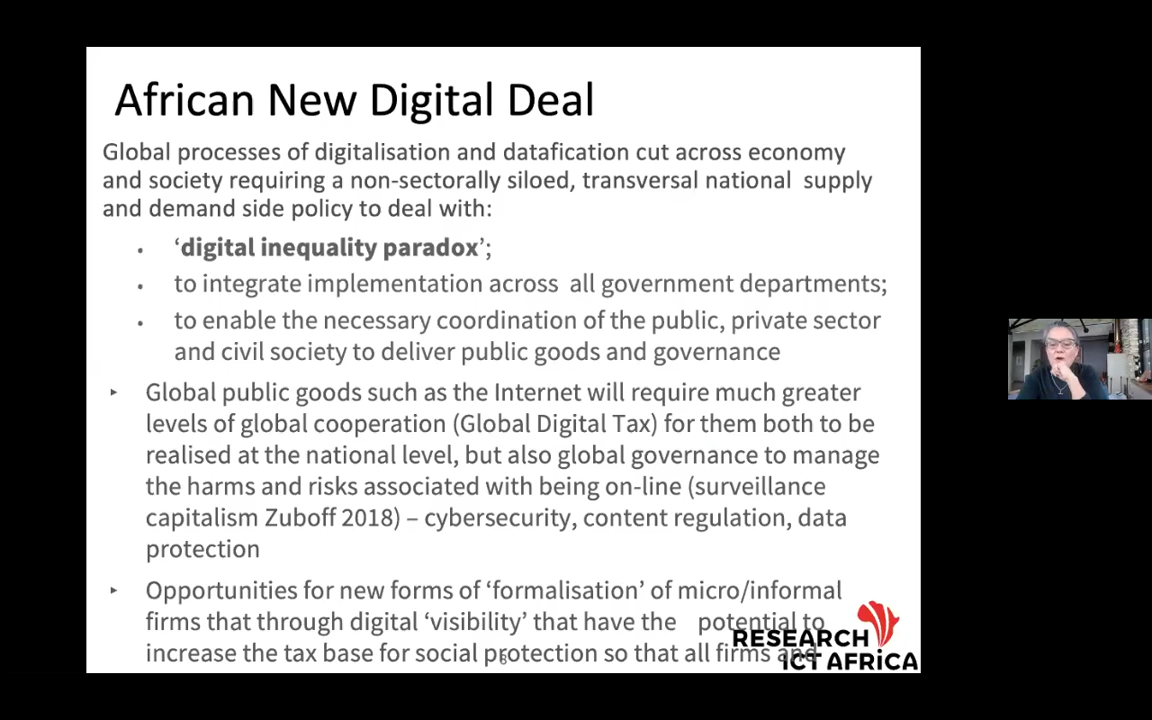 African New Digital Deal
Global processes of digitalisation and datafication cut across economy
and society requiring a non-sectorally siloed, transversal national supply
and demand side policy to deal with:
• ‘digital inequality paradox’;
• to integrate implementation across all government departments;
• to enable the necessary coordination of the public, private sector
and civil society to deliver public goods and governance
‣ Global public goods such as the Internet will require much greater
levels of global cooperation (Global Digital Tax) for them both to be
realised at the national level, but also global governance to manage
the harms and risks associated with being on-line (surveillance
capitalism Zuboff 2018) – cybersecurity, content regulation, data
protection
‣ Opportunities for new forms of ‘formalisation’ of micro/informal
firms that through digital ‘visibility’ that have the potential to
increase the tax base for social protection so that all firms and
RESEARCH
ICT AFRICA